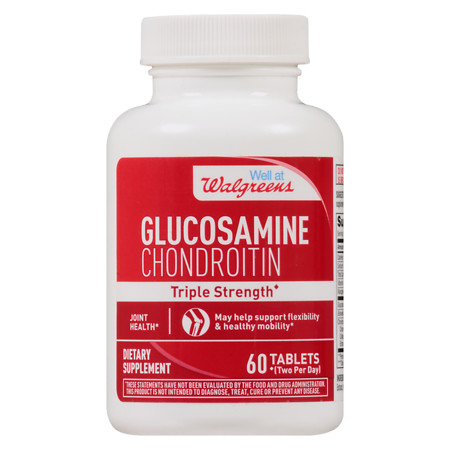 Well at
Walgreens
GLUCOSAMINE
CHONDROITIN
Triple Strength*
JOINT
HEALTH*
May help support flexibility
& healthy mobility*
DIETARY
SUPPLEMENT
60 TABLETS
*(Two Per Day)
*THESE STATEMENTS HAVE NOT BEEN EVALUATED BY THE FOOD AND DRUG ADMINISTRATION.
THIS PRODUCT IS NOT INTENDED TO DIAGNOSE, TREAT, CURE OR PREVENT ANY DISEASE.